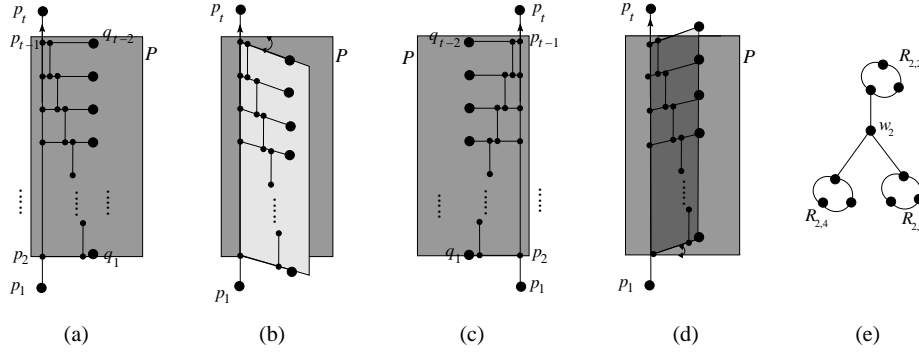 p_t
p_{t-1} q_{t-2}
P
p_2 q_1
p_1
(a)
p_t
P
p_1
(b)
p_t
q_{t-2} p_{t-1}
P
q_1 p_2
p_1
(c)
p_t
P
p_1
(d)
R_{2,2
w_2
R_{2,4} R_{2,
(e)